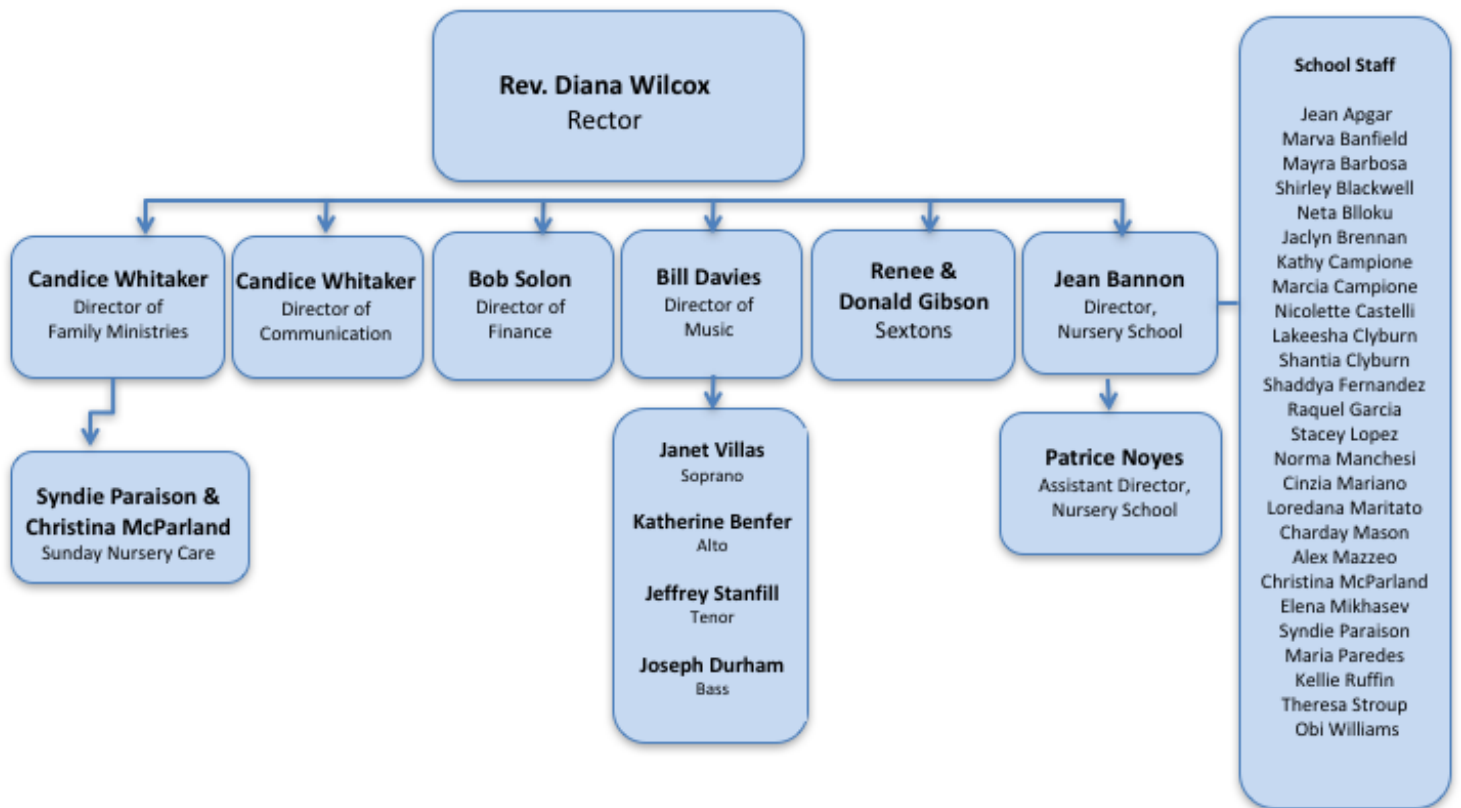 Rev. Diana Wilcox
Rector
Candice Whitaker
Director of
Family Ministries
Candice Whitaker
Director of
Communication
Bob Solon
Director of
Finance
Bill Davies
Director of
Music
Renee &
Donald Gibson
Sextons
Jean Bannon
Director,
Nursery School
Syndie Paraison &
Christina McParland
Sunday Nursery Care
Janet Villas
Soprano
Katherine Benfer
Alto
Jeffrey Stanfill
Tenor
Joseph Durham
Bass
Patrice Noyes
Assistant Director,
Nursery School
School Staff
Jean Apgar
Marva Banfield
Mayra Barbosa
Shirley Blackwell
Neta Blloku
Jaclyn Brennan
Kathy Campione
Marcia Campione
Nicolette Castelli
Lakeesha Clyburn
Shantia Clyburn
Shaddya Fernandez
Raquel Garcia
Stacey Lopez
Norma Manchesi
Cinzia Mariano
Loredana Maritato
Charday Mason
Alex Mazzeo
Christina McParland
Elena Mikhasev
Syndie Paraison
Maria Paredes
Kellie Ruffin
Theresa Stroup
Obi Williams